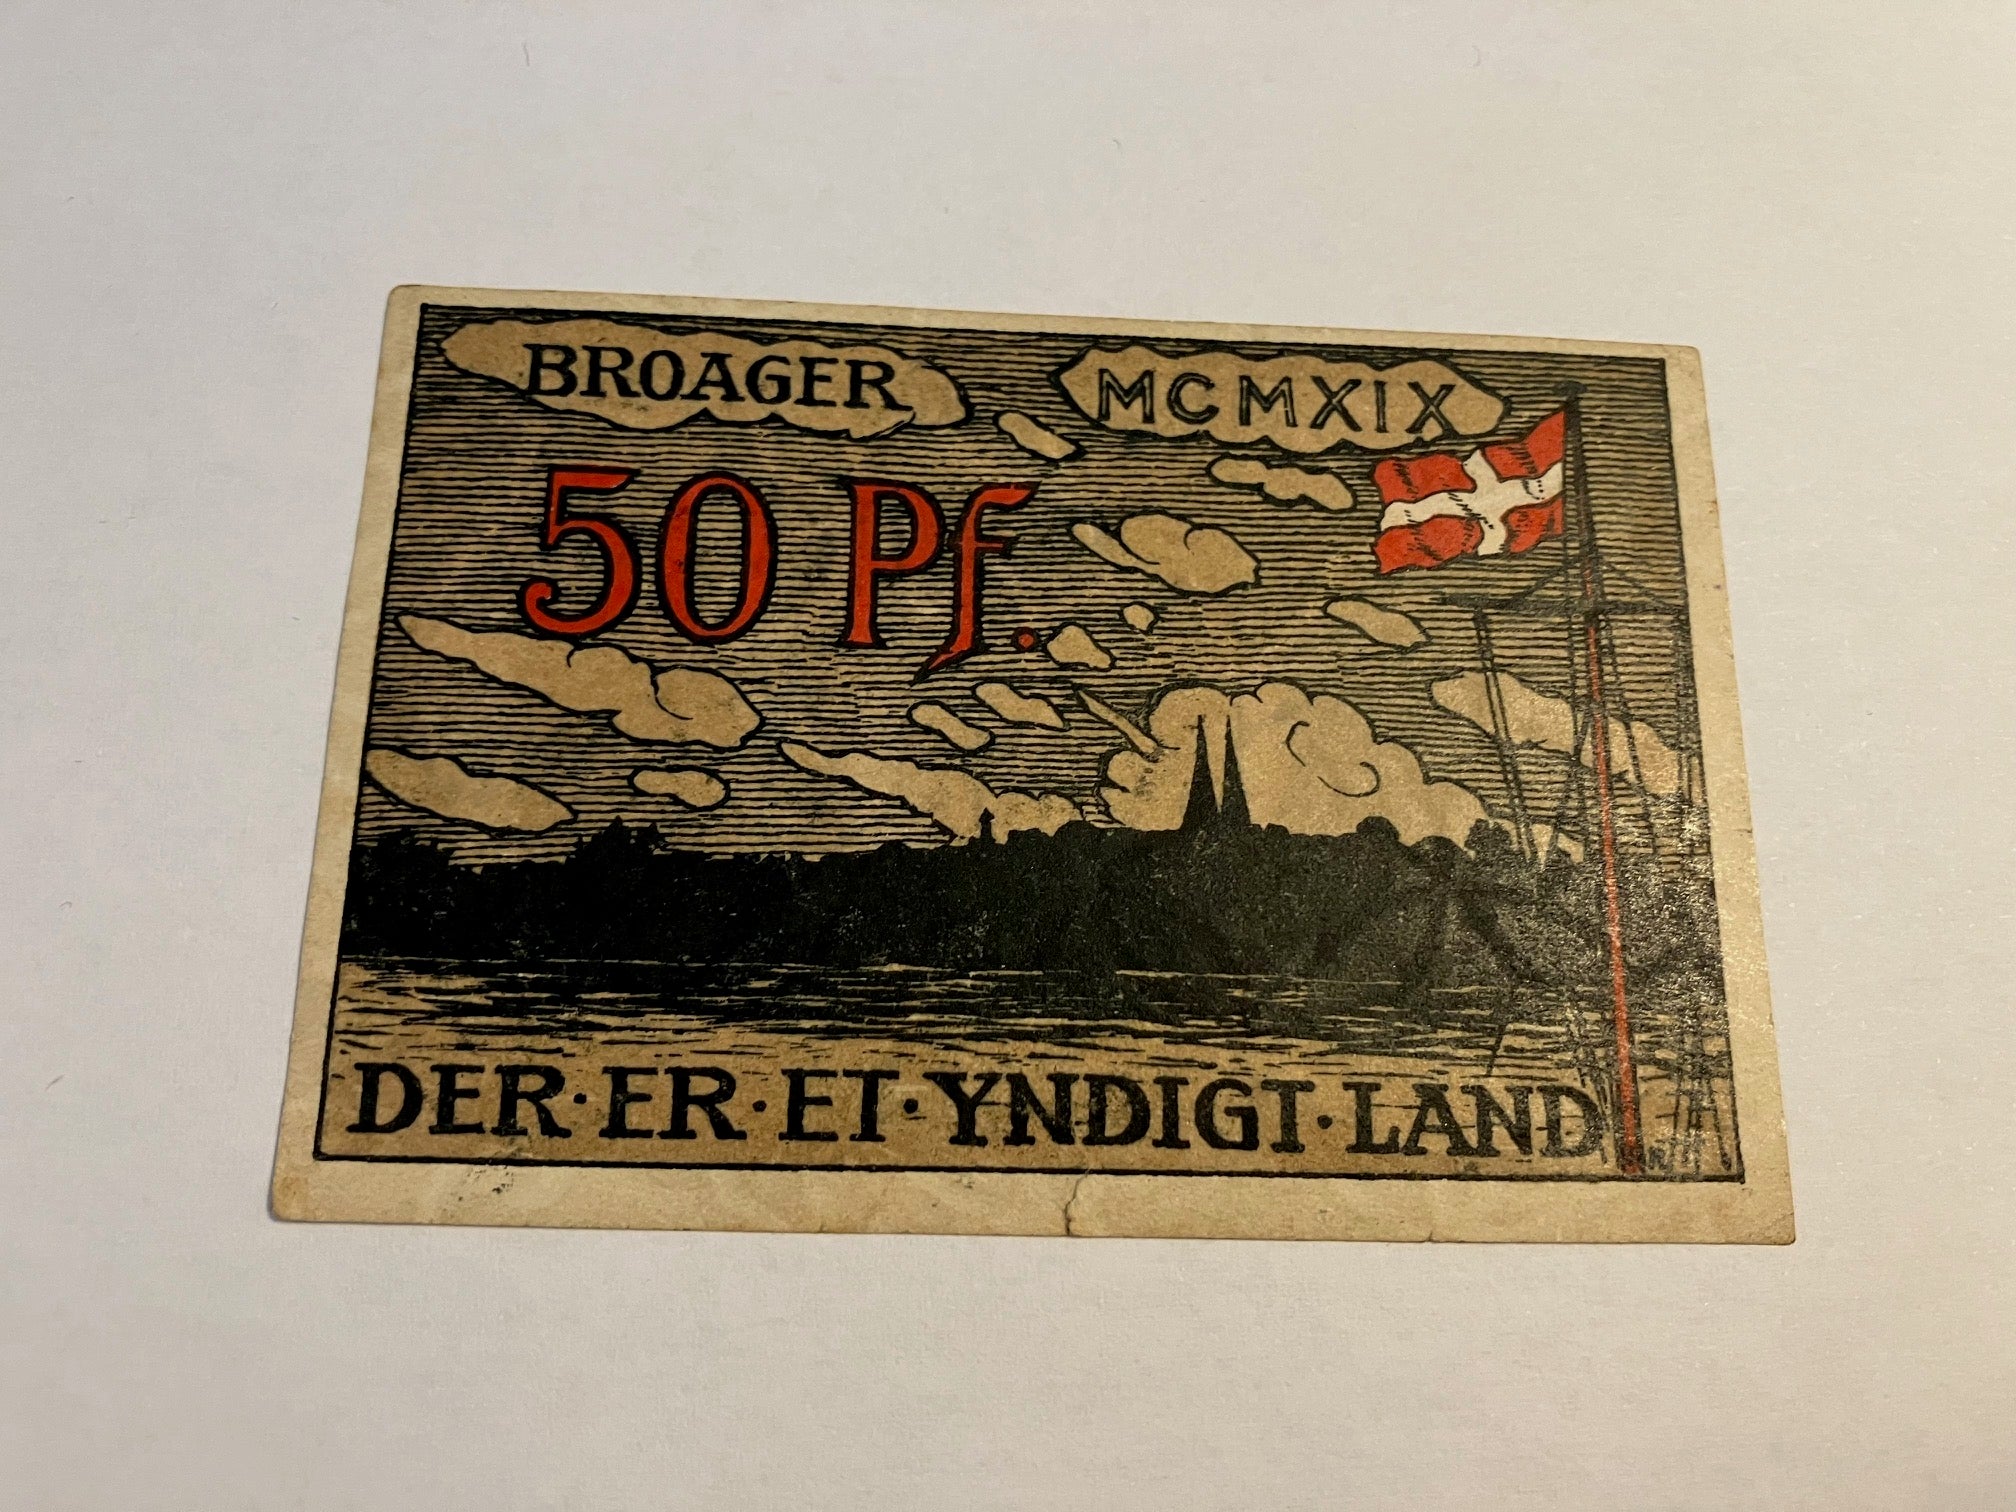 BROAGER MCMXIX
50 Pf.
DER·ER·ET·YNDIGT·LAND